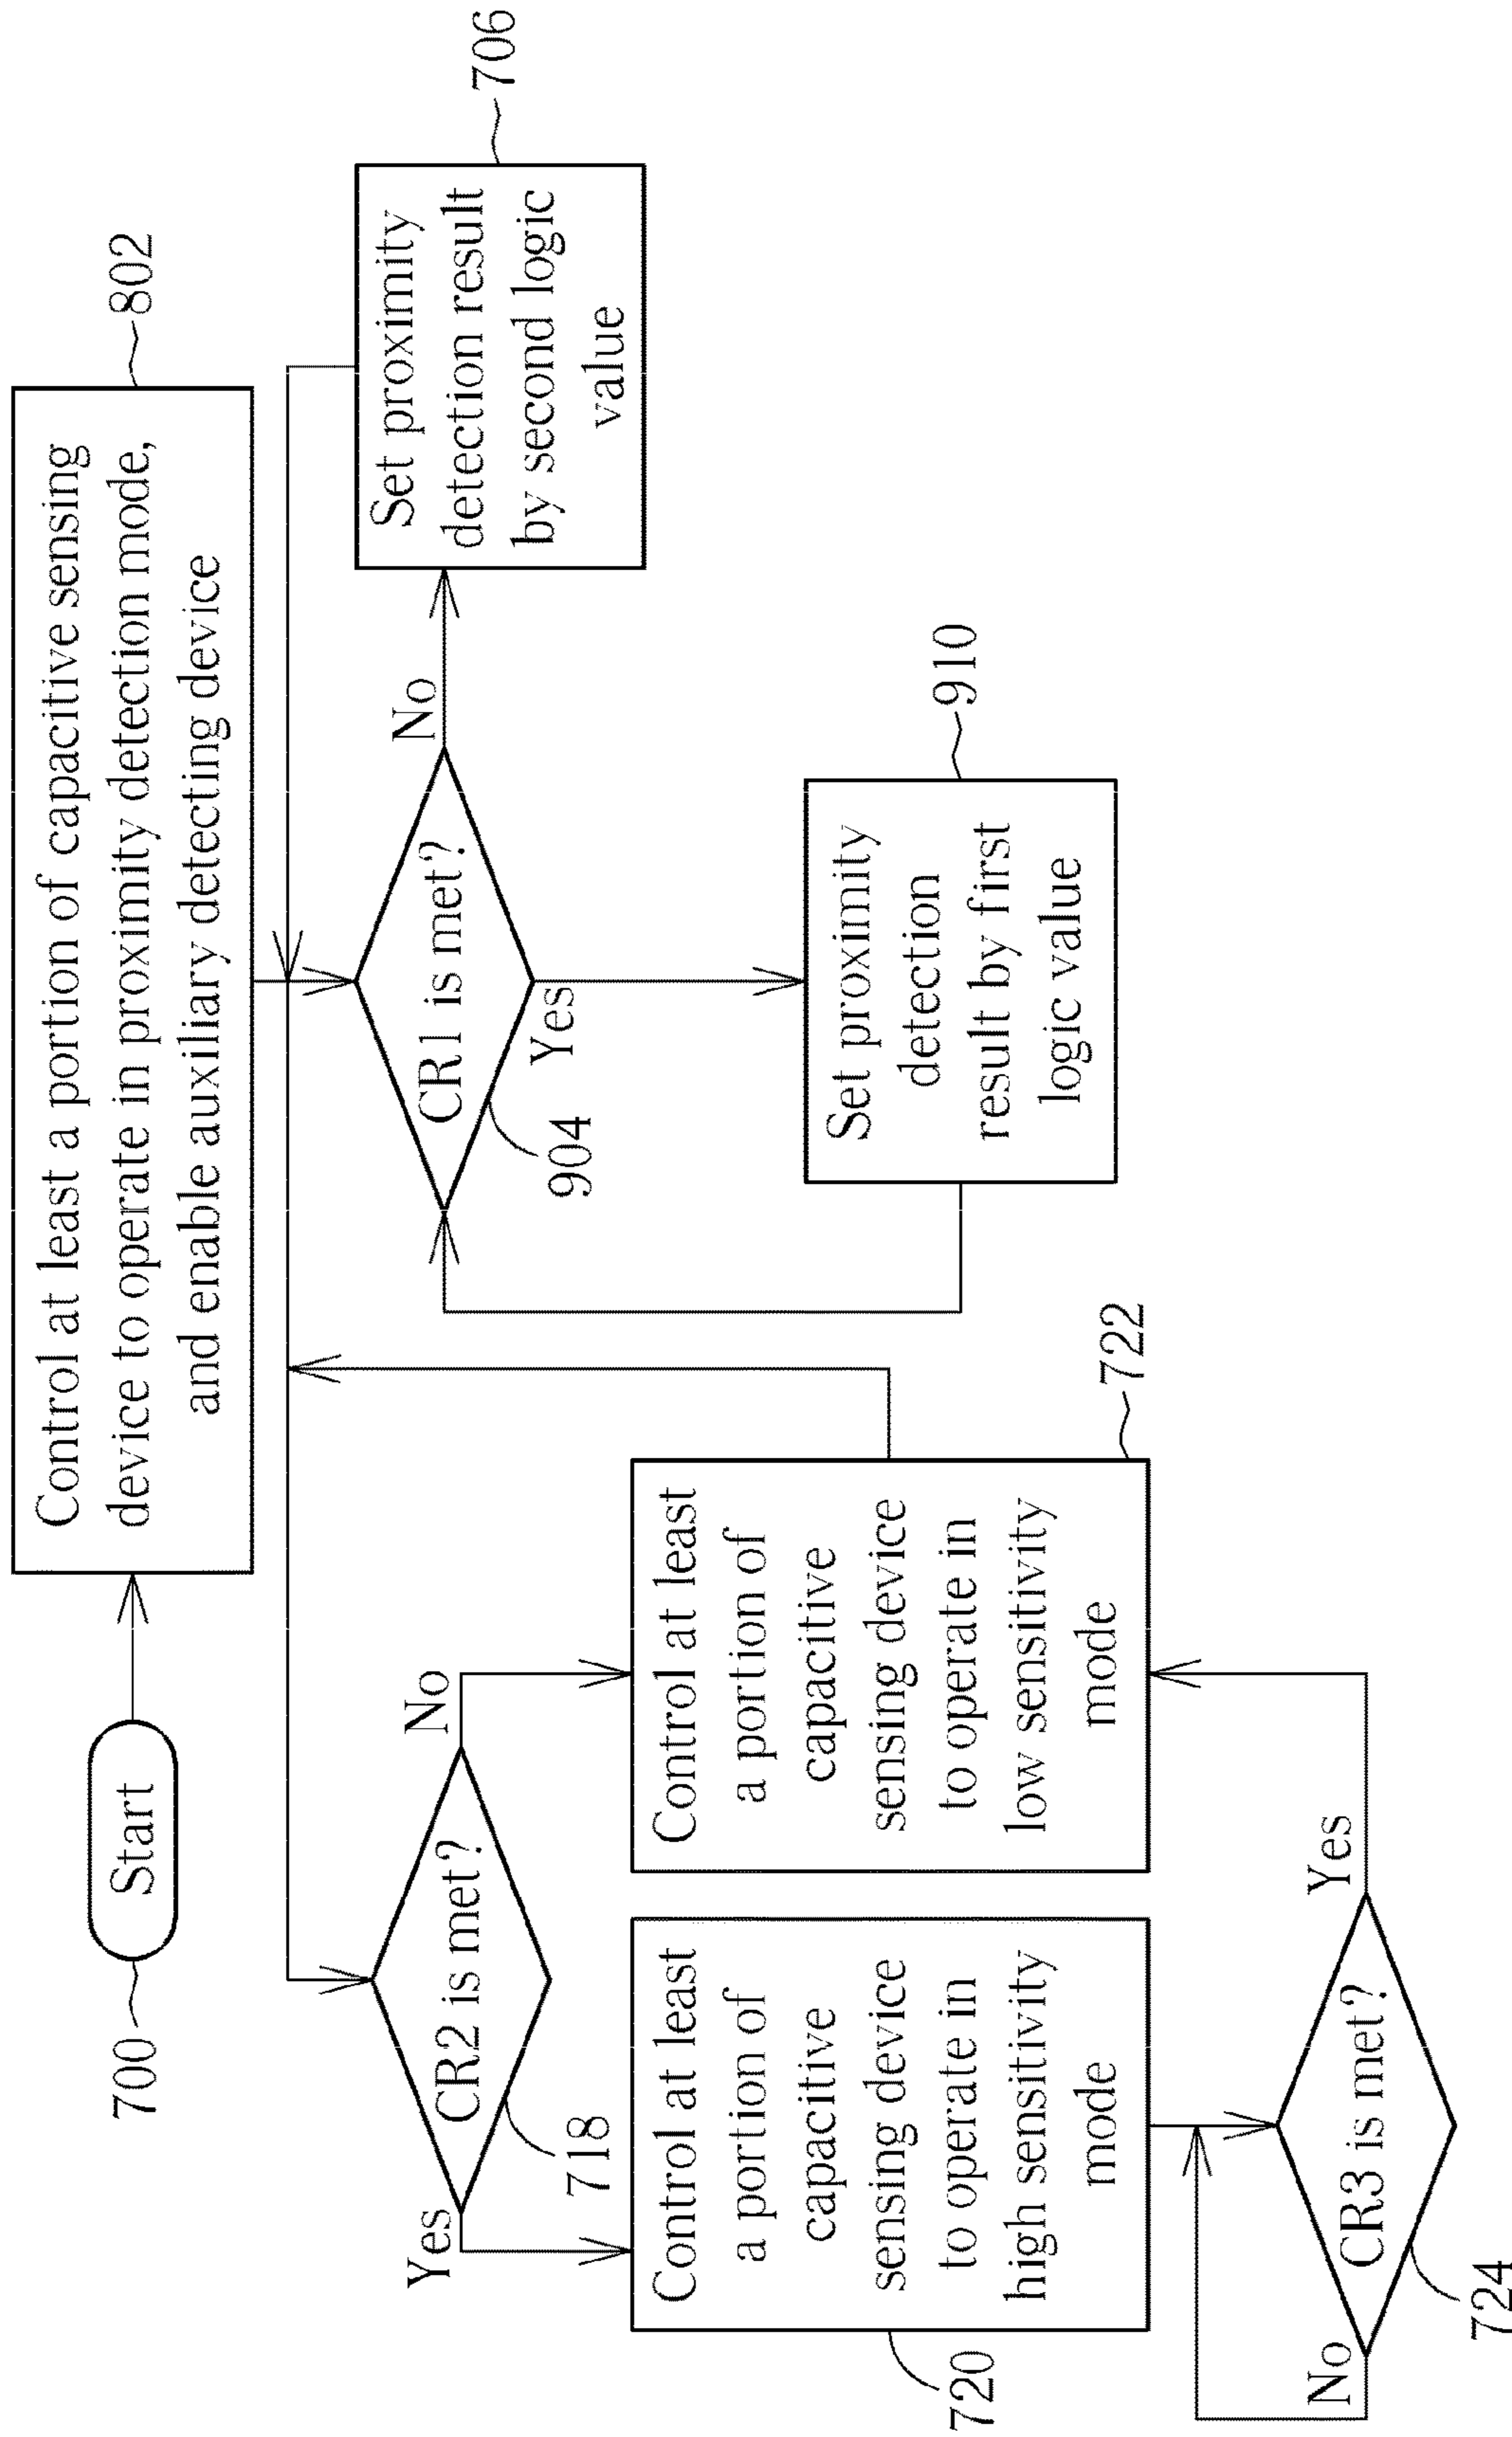 700
Start
Control at least a portion of capacitive sensing
device to operate in proximity detection mode,
and enable auxiliary detecting device
802
CR2 is met?
Yes
No
718
CR1 is met?
904
Yes
No
Set proximity
detection result
by second logic
value
706
Control at least
a portion of
capacitive
sensing device
to operate in
high sensitivity
mode
720
Control at least
a portion of
capacitive
sensing device
to operate in
low sensitivity
mode
722
Set proximity
detection
result by first
logic value
910
No
CR3 is met?
Yes
724